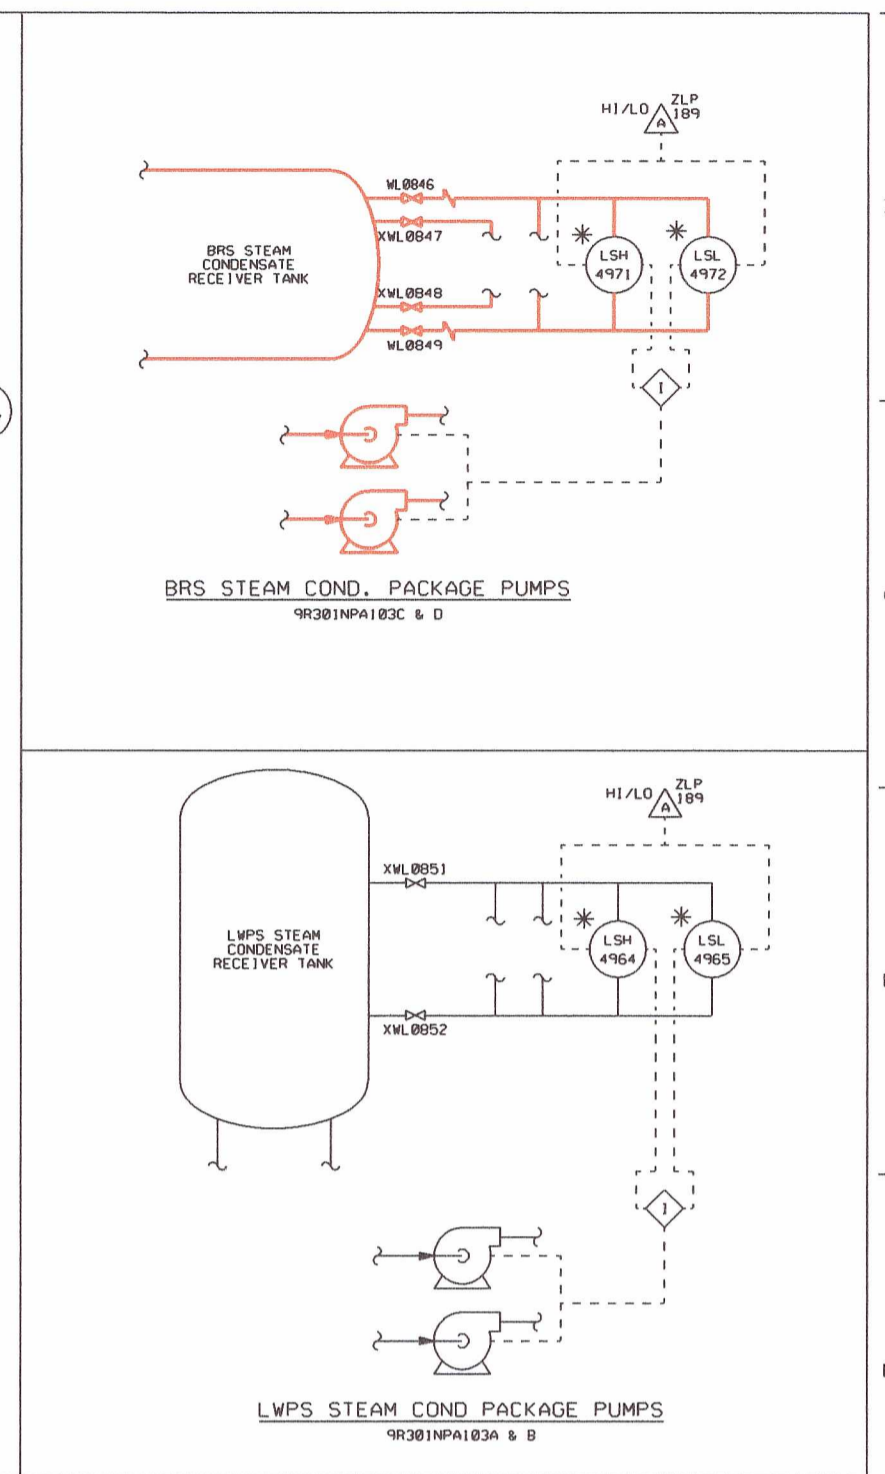 HI/LO
ZLP
189
A
WL0846
XWL0847
BRS STEAM
CONDENSATE
RECEIVER TANK
LSH
4971
LSL
4972
XWL0848
WL0849
I
BRS STEAM COND. PACKAGE PUMPS
9R301NPA103C & D
HI/LO
ZLP
189
A
XWL0851
LWPS STEAM
CONDENSATE
RECEIVER TANK
LSH
4964
LSL
4965
XWL0852
I
LWPS STEAM COND PACKAGE PUMPS
9R301NPA103A & B